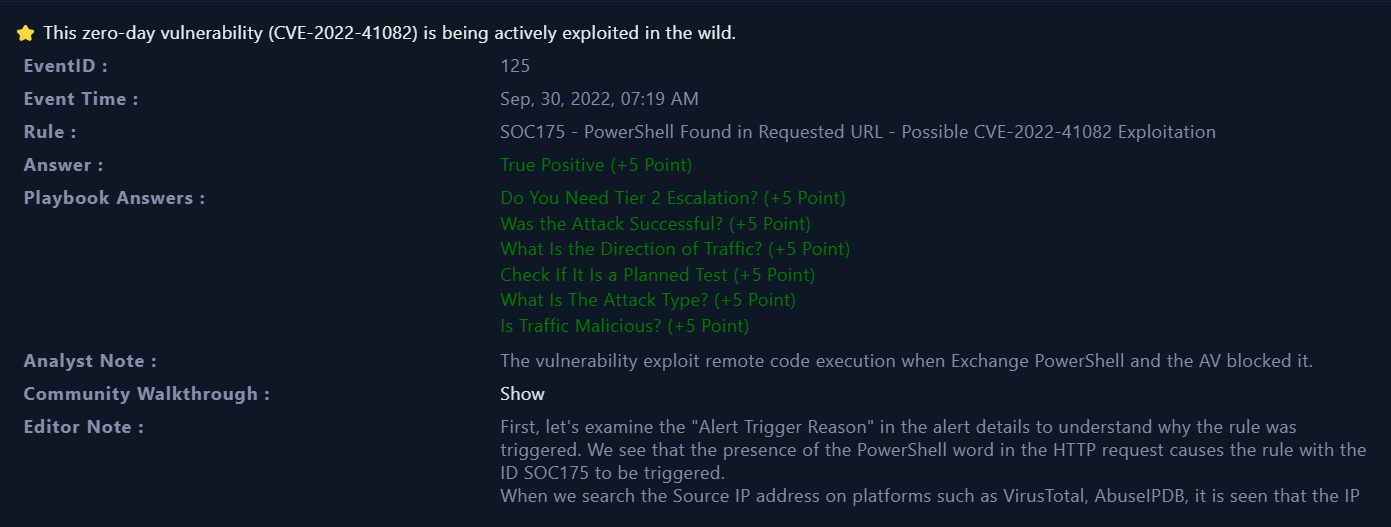 This zero-day vulnerability (CVE-2022-41082) is being actively exploited in the wild.
EventID : 125
Event Time : Sep, 30, 2022, 07:19 AM
Rule : SOC175 - PowerShell Found in Requested URL - Possible CVE-2022-41082 Exploitation
Answer : True Positive (+5 Point)
Playbook Answers : Do You Need Tier 2 Escalation? (+5 Point)
Was the Attack Successful? (+5 Point)
What Is the Direction of Traffic? (+5 Point)
Check If It Is a Planned Test (+5 Point)
What Is The Attack Type? (+5 Point)
Is Traffic Malicious? (+5 Point)
Analyst Note : The vulnerability exploit remote code execution when Exchange PowerShell and the AV blocked it.
Community Walkthrough : Show
Editor Note : First, let's examine the "Alert Trigger Reason" in the alert details to understand why the rule was
triggered. We see that the presence of the PowerShell word in the HTTP request causes the rule with the
ID SOC175 to be triggered.
When we search the Source IP address on platforms such as VirusTotal, AbuseIPDB, it is seen that the IP